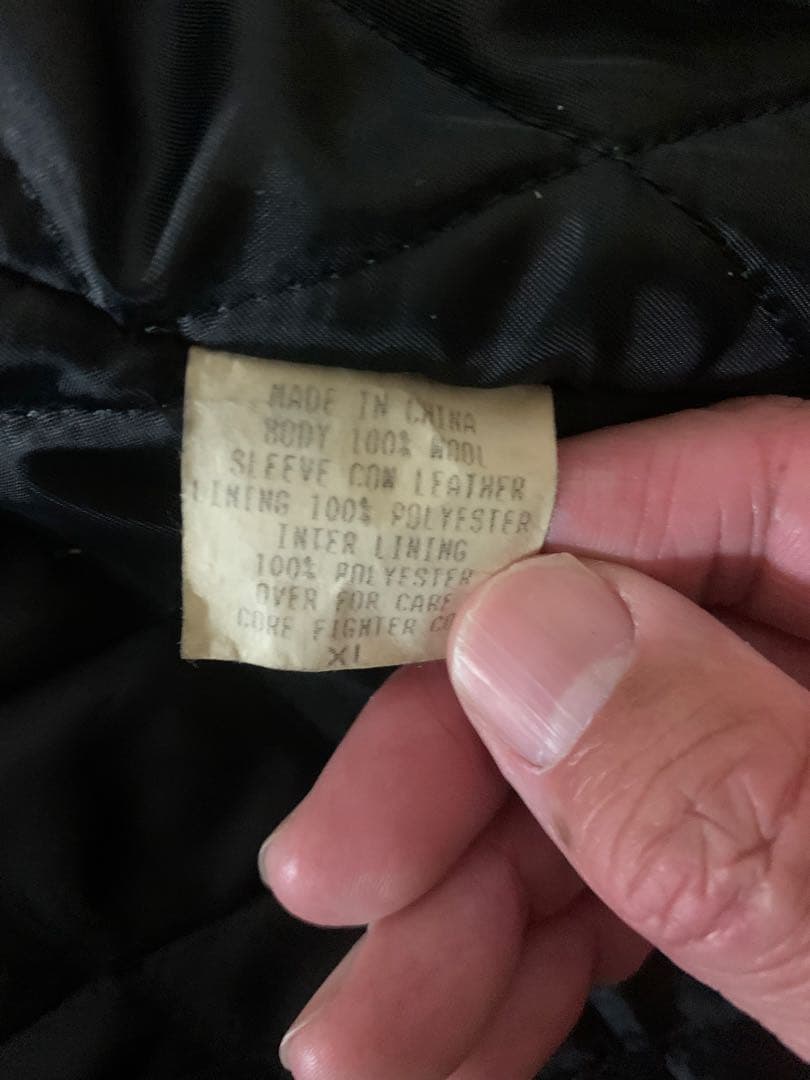 MADE IN CHINA
BODY 100% WOOL
SLEEVE COW LEATHER
LINING 100% POLYESTER
INTER LINING
100% POLYESTER
OVER FOR CARE
CORE FIGHTER CO
XL